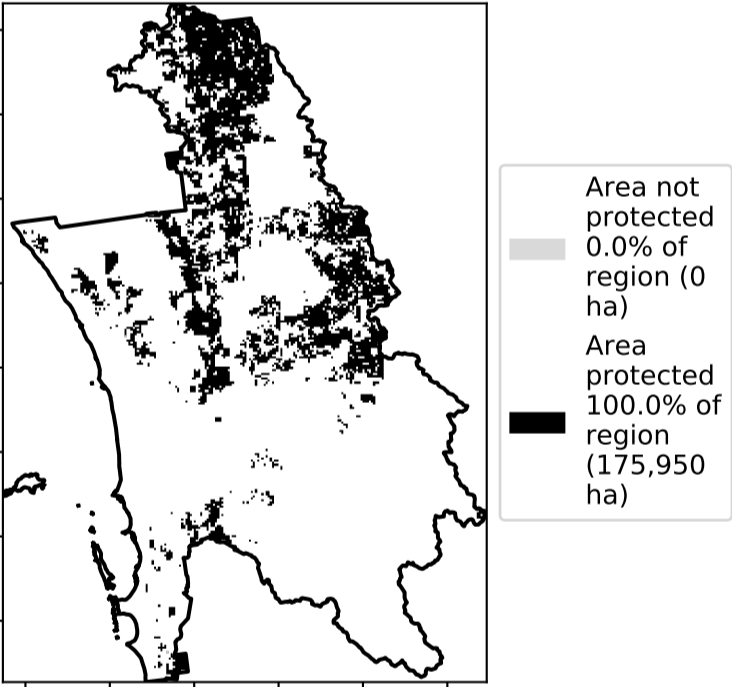 Area not
protected
0.0% of
region (0
ha)
Area
protected
100.0% of
region
(175,950
ha)